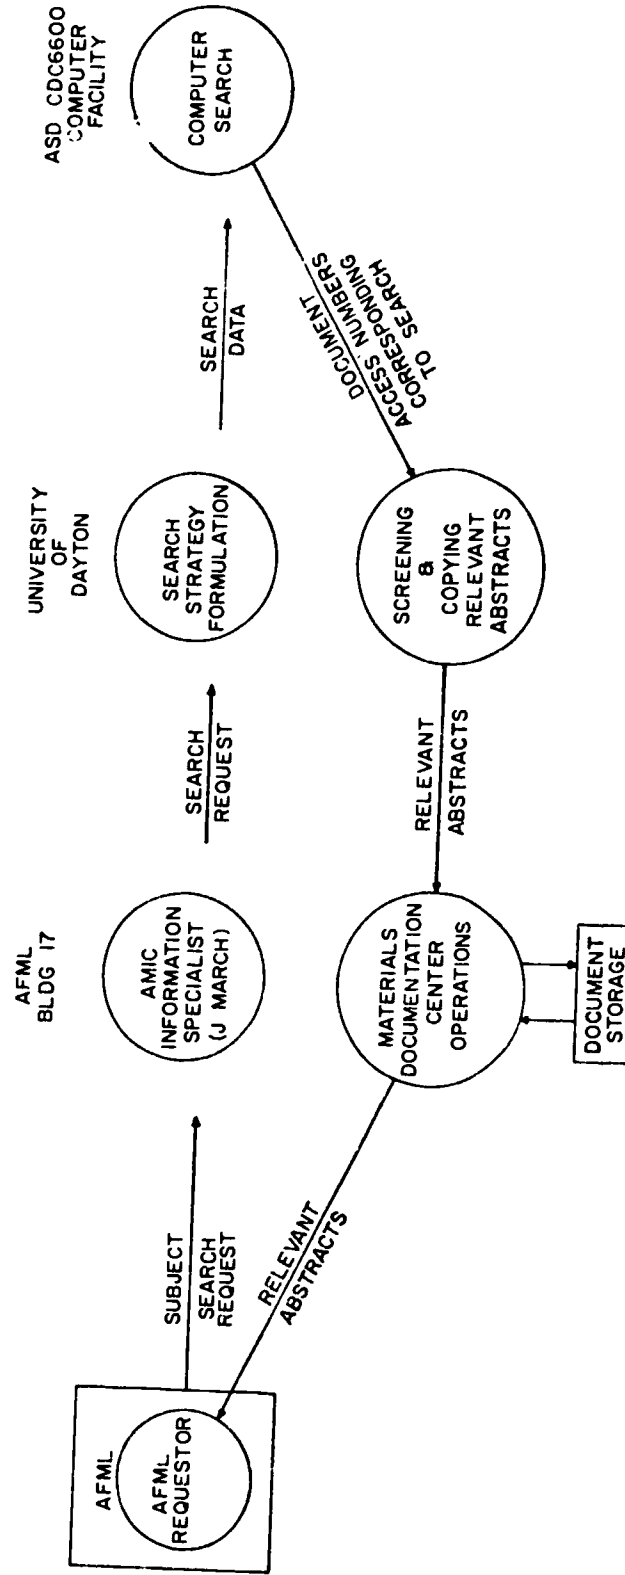 AFML
AFML
REQUESTOR
SUBJECT
SEARCH
REQUEST
AFML
BLDG 17
AMIC
INFORMATION
SPECIALIST
(J MARCH)
SEARCH
REQUEST
UNIVERSITY
OF
DAYTON
SEARCH
STRATEGY
FORMULATION
SEARCH
DATA
ASD CDC6600
COMPUTER
FACILITY
COMPUTER
SEARCH
DOCUMENT
ACCESS NUMBERS
CORRESPONDING
TO SEARCH
SCREENING
&
COPYING
RELEVANT
ABSTRACTS
RELEVANT
ABSTRACTS
MATERIALS
DOCUMENTATION
CENTER
OPERATIONS
DOCUMENT
STORAGE
RELEVANT
ABSTRACTS